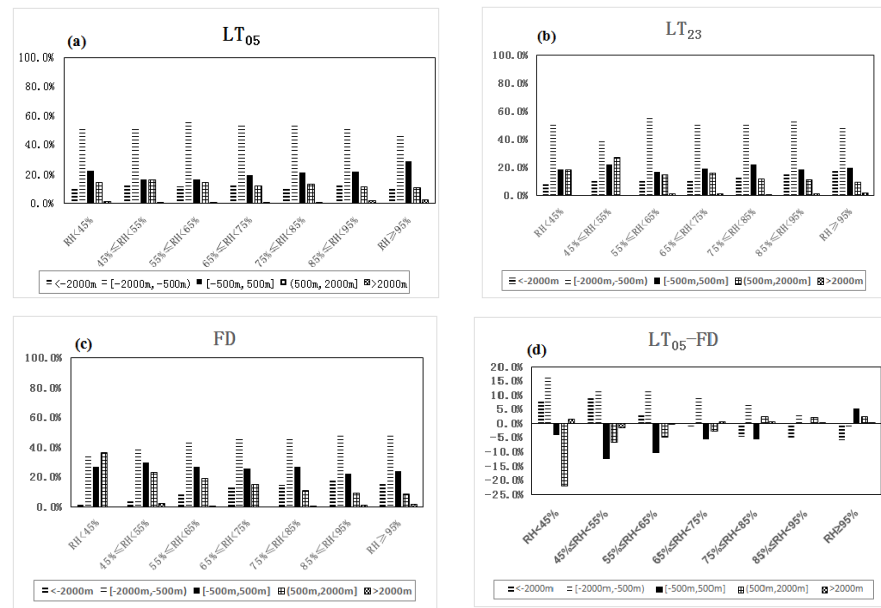 (a) LT₀₅
100.0%
80.0%
60.0%
40.0%
20.0%
0.0%
RH<45%
45%≤RH<55%
55%≤RH<65%
65%≤RH<75%
75%≤RH<85%
85%≤RH<95%
RH≥95%
<-2000m [-2000m,-500m) [-500m,500m] (500m, 2000m] >2000m
(b) LT₂₃
100.0%
80.0%
60.0%
40.0%
20.0%
0.0%
RH<45%
45%≤RH<55%
55%≤RH<65%
65%≤RH<75%
75%≤RH<85%
85%≤RH<95%
RH≥95%
<-2000m [-2000m,-500m) [-500m,500m] (500m, 2000m] >2000m
(c) FD
100.0%
80.0%
60.0%
40.0%
20.0%
0.0%
RH<45%
45%≤RH<55%
55%≤RH<65%
65%≤RH<75%
75%≤RH<85%
85%≤RH<95%
RH≥95%
<-2000m [-2000m,-500m) [-500m,500m] (500m, 2000m] >2000m
(d) LT₀₅-FD
20.0%
15.0%
10.0%
5.0%
0.0%
-5.0%
-10.0%
-15.0%
-20.0%
-25.0%
RH<45%
45%≤RH<55%
55%≤RH<65%
65%≤RH<75%
75%≤RH<85%
85%≤RH<95%
RH≥95%
<-2000m [-2000m,-500m) [-500m,500m] (500m, 2000m] >2000m